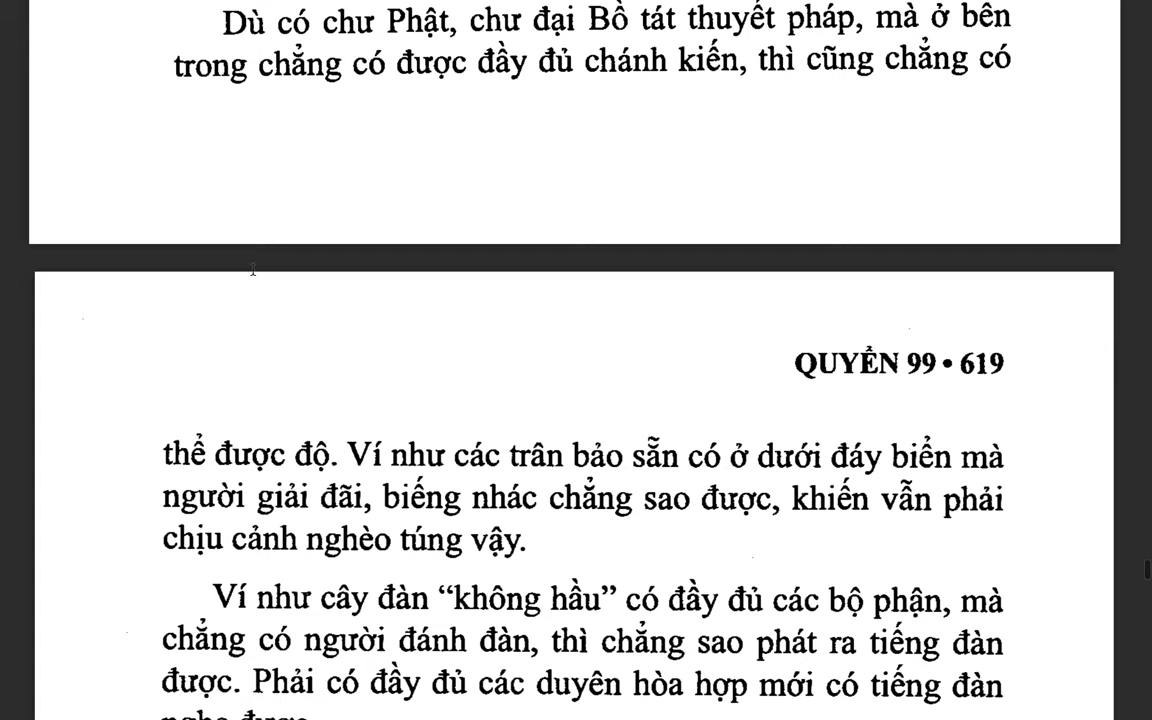 Dù có chư Phật, chư đại Bồ tát thuyết pháp, mà ở bên
trong chẳng có được đầy đủ chánh kiến, thì cũng chẳng có
QUYỂN 99 • 619
thể được độ. Ví như các trân bảo sẵn có ở dưới đáy biển mà
người giải đãi, biếng nhác chẳng sao được, khiến vẫn phải
chịu cảnh nghèo túng vậy.
Ví như cây đàn “không hầu” có đầy đủ các bộ phận, mà
chẳng có người đánh đàn, thì chẳng sao phát ra tiếng đàn
được. Phải có đầy đủ các duyên hòa hợp mới có tiếng đàn